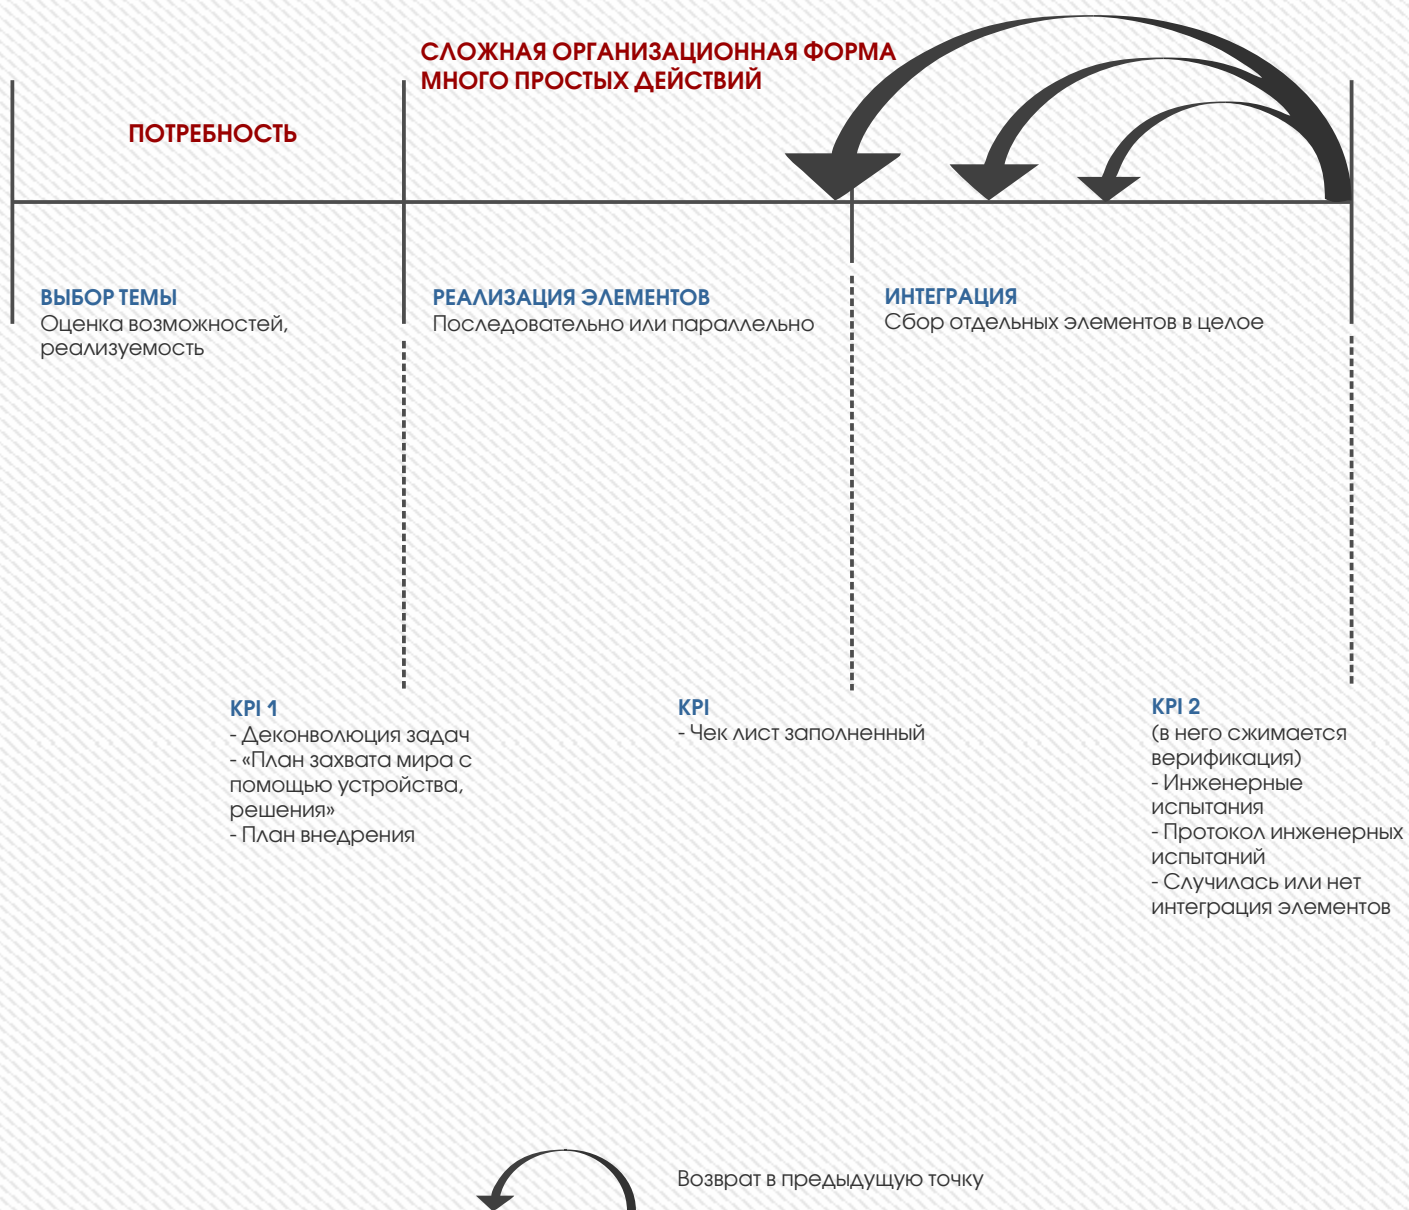 СЛОЖНАЯ ОРГАНИЗАЦИОННАЯ ФОРМА
МНОГО ПРОСТЫХ ДЕЙСТВИЙ
ПОТРЕБНОСТЬ
ВЫБОР ТЕМЫ
Оценка возможностей,
реализуемость
РЕАЛИЗАЦИЯ ЭЛЕМЕНТОВ
Последовательно или параллельно
ИНТЕГРАЦИЯ
Сбор отдельных элементов в целое
KPI 1
- Деконволюция задач
- «План захвата мира с
помощью устройства,
решения»
- План внедрения
KPI
- Чек лист заполненный
KPI 2
(в него сжимается
верификация)
- Инженерные
испытания
- Протокол инженерных
испытаний
- Случилась или нет
интеграция элементов
Возврат в предыдущую точку